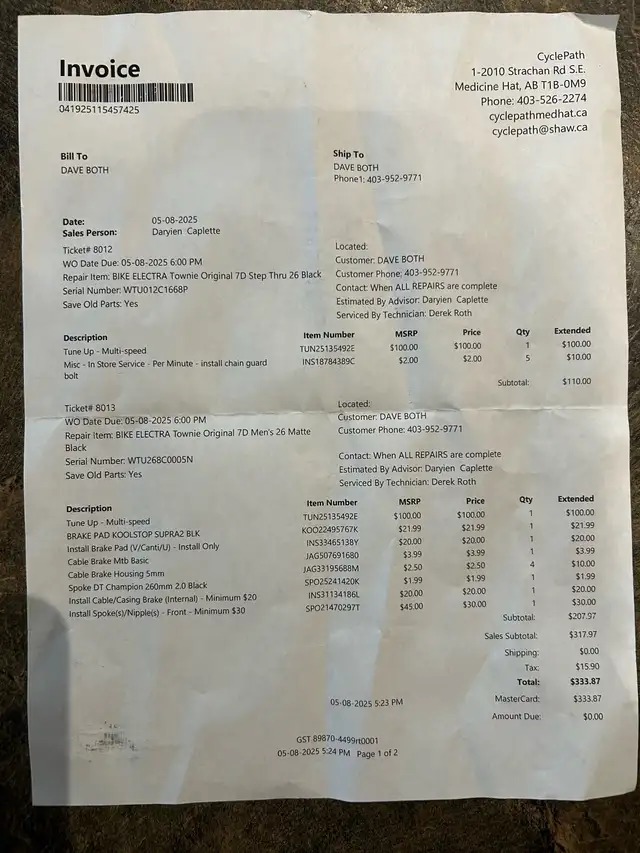 Invoice
041925115457425
CyclePath
1-2010 Strachan Rd S.E.
Medicine Hat, AB T1B-0M9
Phone: 403-526-2274
cyclepathmedhat.ca
cyclepath@shaw.ca
Bill To
DAVE BOTH
Ship To
DAVE BOTH
Phone1: 403-952-9771
Date: 05-08-2025
Sales Person: Daryien Caplette
Ticket# 8012
WO Date Due: 05-08-2025 6:00 PM
Repair Item: BIKE ELECTRA Townie Original 7D Step Thru 26 Black
Serial Number: WTU012C1668P
Save Old Parts: Yes
Located:
Customer: DAVE BOTH
Customer Phone: 403-952-9771
Contact: When ALL REPAIRS are complete
Estimated By Advisor: Daryien Caplette
Serviced By Technician: Derek Roth
Description Item Number MSRP Price Qty Extended
Tune Up - Multi-speed TUN25135492E $100.00 $100.00 1 $100.00
Misc - In Store Service - Per Minute - install chain guard INS18784389C $2.00 $2.00 5 $10.00
bolt
Subtotal: $110.00
Ticket# 8013
WO Date Due: 05-08-2025 6:00 PM
Repair Item: BIKE ELECTRA Townie Original 7D Men's 26 Matte
Black
Serial Number: WTU268C0005N
Save Old Parts: Yes
Located:
Customer: DAVE BOTH
Customer Phone: 403-952-9771
Contact: When ALL REPAIRS are complete
Estimated By Advisor: Daryien Caplette
Serviced By Technician: Derek Roth
Description Item Number MSRP Price Qty Extended
Tune Up - Multi-speed TUN25135492E $100.00 $100.00 1 $100.00
BRAKE PAD KOOLSTOP SUPRA2 BLK KOO22495767K $21.99 $21.99 1 $21.99
Install Brake Pad (V/Canti/U) - Install Only INS33465138Y $20.00 $20.00 1 $20.00
Cable Brake Mtb Basic JAG507691680 $3.99 $3.99 1 $3.99
Cable Brake Housing 5mm JAG33195688M $2.50 $2.50 4 $10.00
Spoke DT Champion 260mm 2.0 Black SPO25241420K $1.99 $1.99 1 $1.99
Install Cable/Casing Brake (Internal) - Minimum $20 INS31134186L $20.00 $20.00 1 $20.00
Install Spoke(s)/Nipple(s) - Front - Minimum $30 SPO21470297T $45.00 $30.00 1 $30.00
Subtotal: $207.97
Sales Subtotal: $317.97
Shipping: $0.00
Tax: $15.90
Total: $333.87
05-08-2025 5:23 PM MasterCard: $333.87
Amount Due: $0.00
GST 89870-4499rt0001
05-08-2025 5:24 PM Page 1 of 2